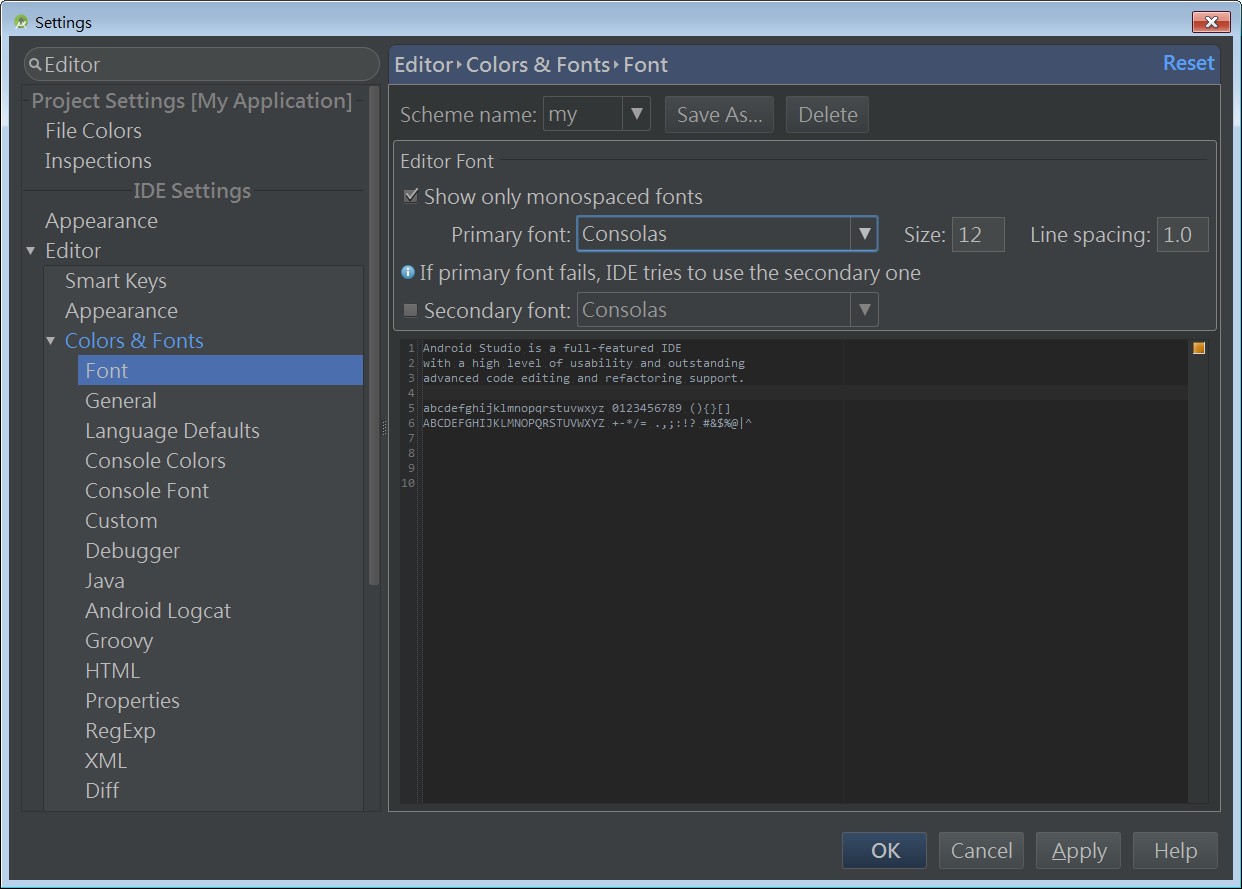 Settings
Editor
Project Settings [My Application]
File Colors
Inspections
IDE Settings
Appearance
Editor
Smart Keys
Appearance
Colors & Fonts
Font
General
Language Defaults
Console Colors
Console Font
Custom
Debugger
Java
Android Logcat
Groovy
HTML
Properties
RegExp
XML
Diff
Editor Colors & Fonts Font Reset
Scheme name: my Save As... Delete
Editor Font
Show only monospaced fonts
Primary font: Consolas Size: 12 Line spacing: 1.0
If primary font fails, IDE tries to use the secondary one
Secondary font: Consolas
1 Android Studio is a full-featured IDE
2 with a high level of usability and outstanding
3 advanced code editing and refactoring support.
4
5 abcdefghijklmnopqrstuvwxyz 0123456789 (){}[]
6 ABCDEFGHIJKLMNOPQRSTUVWXYZ +-*/= .,;:!? #&$%@|^
7
8
9
10
OK Cancel Apply Help